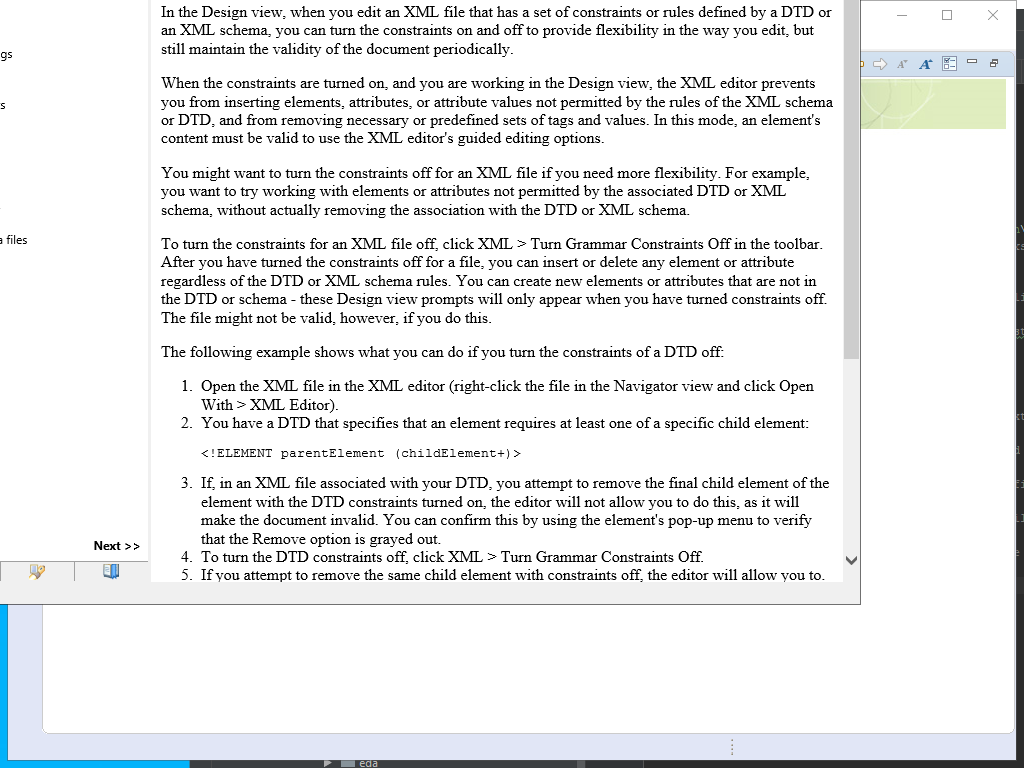 In the Design view, when you edit an XML file that has a set of constraints or rules defined by a DTD or
an XML schema, you can turn the constraints on and off to provide flexibility in the way you edit, but
still maintain the validity of the document periodically.
When the constraints are turned on, and you are working in the Design view, the XML editor prevents
you from inserting elements, attributes, or attribute values not permitted by the rules of the XML schema
or DTD, and from removing necessary or predefined sets of tags and values. In this mode, an element's
content must be valid to use the XML editor's guided editing options.
You might want to turn the constraints off for an XML file if you need more flexibility. For example,
you want to try working with elements or attributes not permitted by the associated DTD or XML
schema, without actually removing the association with the DTD or XML schema.
To turn the constraints for an XML file off, click XML > Turn Grammar Constraints Off in the toolbar.
After you have turned the constraints off for a file, you can insert or delete any element or attribute
regardless of the DTD or XML schema rules. You can create new elements or attributes that are not in
the DTD or schema - these Design view prompts will only appear when you have turned constraints off.
The file might not be valid, however, if you do this.
The following example shows what you can do if you turn the constraints of a DTD off:
1. Open the XML file in the XML editor (right-click the file in the Navigator view and click Open
With > XML Editor).
2. You have a DTD that specifies that an element requires at least one of a specific child element:
<!ELEMENT parentElement (childElement+)>
3. If, in an XML file associated with your DTD, you attempt to remove the final child element of the
element with the DTD constraints turned on, the editor will not allow you to do this, as it will
make the document invalid. You can confirm this by using the element's pop-up menu to verify
that the Remove option is grayed out.
4. To turn the DTD constraints off, click XML > Turn Grammar Constraints Off.
5. If you attempt to remove the same child element with constraints off, the editor will allow you to.
gs
s
files
Next >>
eda